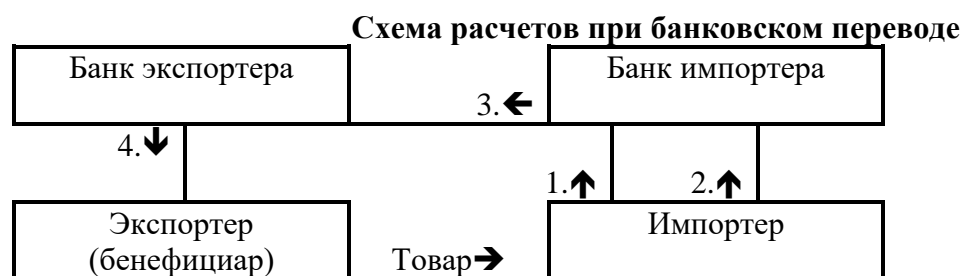 Схема расчетов при банковском переводе
Банк экспортера
Банк импортера
3.🡸
4.🡻
1.🡹
2.🡹
Экспортер
(бенефициар)
Товар🡺
Импортер